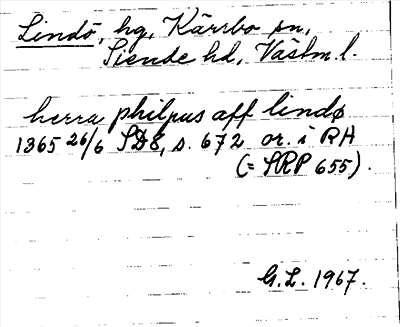 Lindö, hg, Kärrbo sn,
Siende hd, Västm. l.
herra philpus aff lindø
1365 26/6 SD8, s. 672 or. i RH
(= SRP 655).
G.L. 1967.